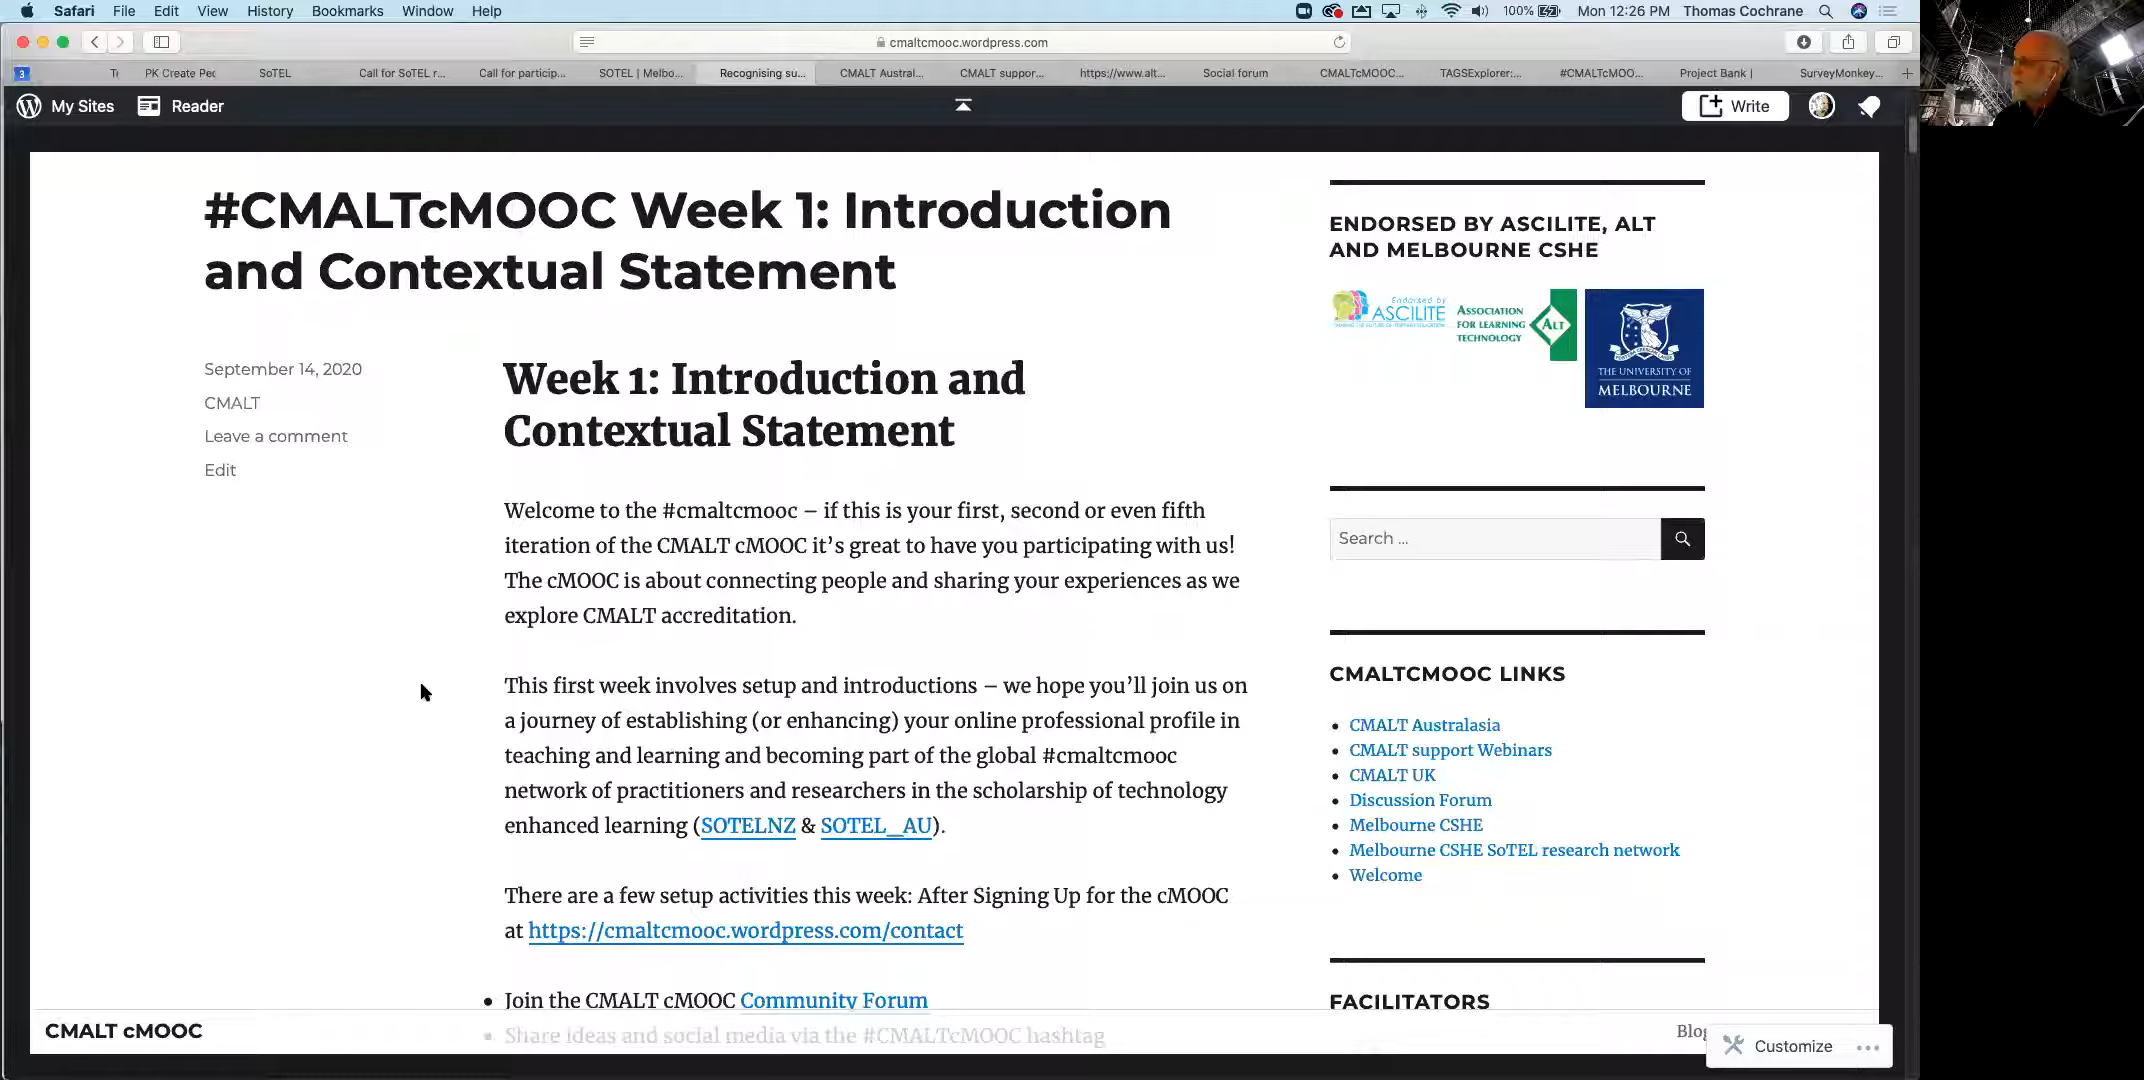 Safari File Edit View History Bookmarks Window Help 100% Mon 12:26 PM Thomas Cochrane
cmaltcmooc.wordpress.com
3 PK Create Pec SoTEL Call for SoTEL r... Call for particip... SOTEL | Melbo... Recognising su... CMALT Austral... CMALT suppor... https://www.alt... Social forum CMALTcMOOC... TAGSExplorer:... #CMALTcMOO... Project Bank | SurveyMonkey...
My Sites Reader Write
#CMALTcMOOC Week 1: Introduction
and Contextual Statement
September 14, 2020
CMALT
Leave a comment
Edit
Week 1: Introduction and
Contextual Statement
Welcome to the #cmaltcmooc – if this is your first, second or even fifth
iteration of the CMALT cMOOC it’s great to have you participating with us!
The cMOOC is about connecting people and sharing your experiences as we
explore CMALT accreditation.
This first week involves setup and introductions – we hope you’ll join us on
a journey of establishing (or enhancing) your online professional profile in
teaching and learning and becoming part of the global #cmaltcmooc
network of practitioners and researchers in the scholarship of technology
enhanced learning (SOTELNZ & SOTEL_AU).
There are a few setup activities this week: After Signing Up for the cMOOC
at https://cmaltcmooc.wordpress.com/contact
Join the CMALT cMOOC Community Forum
Share ideas and social media via the #CMALTcMOOC hashtag
ENDORSED BY ASCILITE, ALT
AND MELBOURNE CSHE
Endorsed by
ASCILITE
ASSOCIATION
FOR LEARNING
TECHNOLOGY
ALT
THE UNIVERSITY OF
MELBOURNE
Search ...
CMALTCMOOC LINKS
CMALT Australasia
CMALT support Webinars
CMALT UK
Discussion Forum
Melbourne CSHE
Melbourne CSHE SoTEL research network
Welcome
FACILITATORS
CMALT cMOOC
Blog
Customize